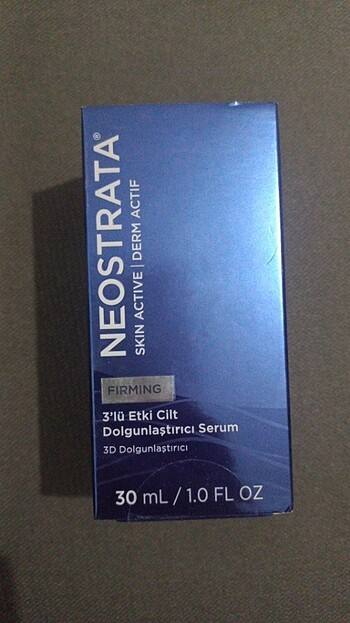 NEOSTRATA®
SKIN ACTIVE | DERM ACTIF
FIRMING
3'lü Etki Cilt
Dolgunlaştırıcı Serum
3D Dolgunlaştırıcı
30 mL / 1.0 FL OZ